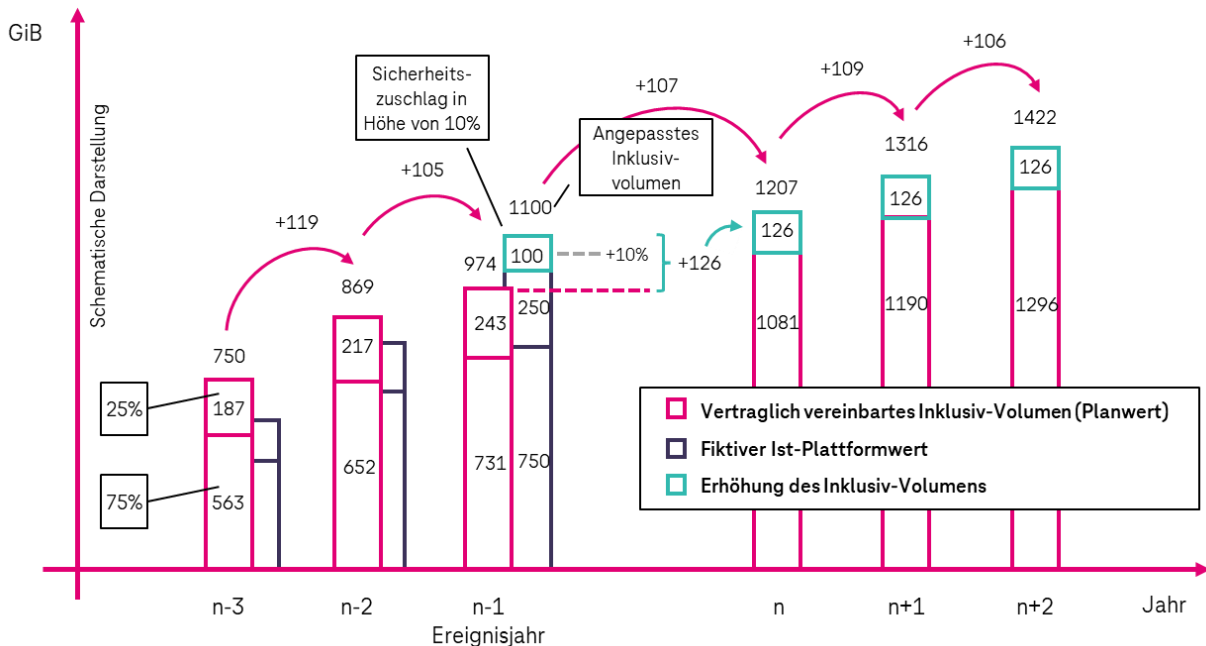 GiB
Schematische Darstellung
Sicherheits-
zuschlag in
Höhe von 10%
Angepasstes
Inklusiv-
volumen
+119
+105
+107
+109
+106
750
869
974
1100
1207
1316
1422
25%
75%
187
563
217
652
243
731
100
250
750
+10%
+126
126
1081
126
1190
126
1296
Vertraglich vereinbartes Inklusiv-Volumen (Planwert)
Fiktiver Ist-Plattformwert
Erhöhung des Inklusiv-Volumens
n-3
n-2
n-1
Ereignisjahr
n
n+1
n+2
Jahr